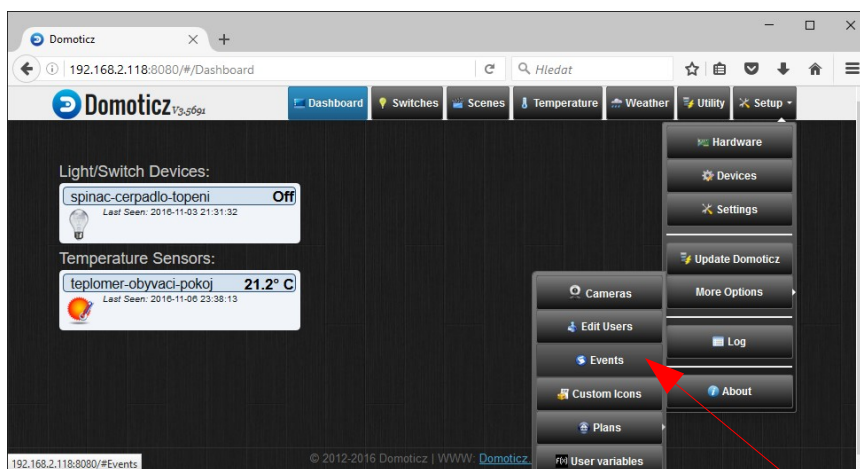 Domoticz
192.168.2.118:8080/#/Dashboard
Hledat
Domoticz V3.5691
Dashboard Switches Scenes Temperature Weather Utility Setup
Hardware
Light/Switch Devices:
Devices
spinac-cerpadlo-topeni Off
Last Seen: 2016-11-03 21:31:32
Settings
Temperature Sensors:
Update Domoticz
teplomer-obyvaci-pokoj 21.2° C
Last Seen: 2016-11-06 23:38:13
Cameras
More Options
Edit Users
Log
Events
Custom Icons
About
Plans
© 2012-2016 Domoticz | WWW: Domoticz
User variables
192.168.2.118:8080/#Events